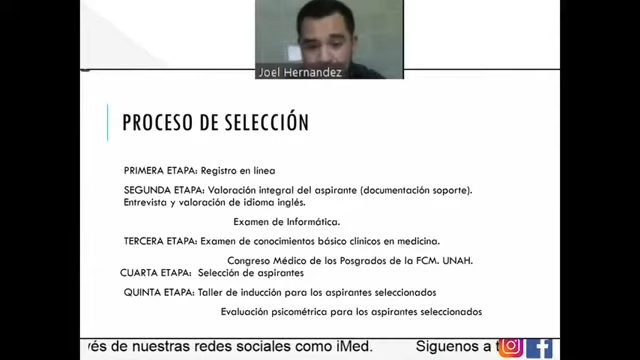 Joel Hernandez
PROCESO DE SELECCIÓN
PRIMERA ETAPA: Registro en línea
SEGUNDA ETAPA: Valoración integral del aspirante (documentación soporte).
Entrevista y valoración de idioma inglés.
Examen de Informática.
TERCERA ETAPA: Examen de conocimientos básico clínicos en medicina.
Congreso Médico de los Posgrados de la FCM. UNAH.
CUARTA ETAPA: Selección de aspirantes
QUINTA ETAPA: Taller de inducción para los aspirantes seleccionados
Evaluación psicométrica para los aspirantes seleccionados
vés de nuestras redes sociales como iMed. Siguenos a t